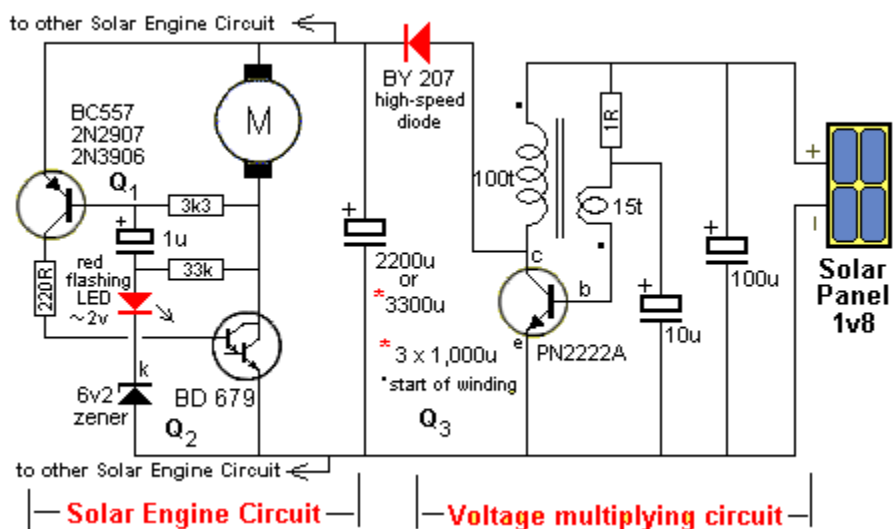 to other Solar Engine Circuit
BY 207
high-speed
diode
BC557
2N2907
2N3906
M
Q1
3k3
1u
33k
red
flashing
LED
~2v
220R
k
6v2
zener
Q2
BD 679
+
2200u
or
*3300u
* 3 x 1,000u
•start of winding
Q3
100t
1R
15t
c
b
e
PN2222A
+
10u
+
100u
+
Solar
Panel
1v8
to other Solar Engine Circuit
Solar Engine Circuit
Voltage multiplying circuit